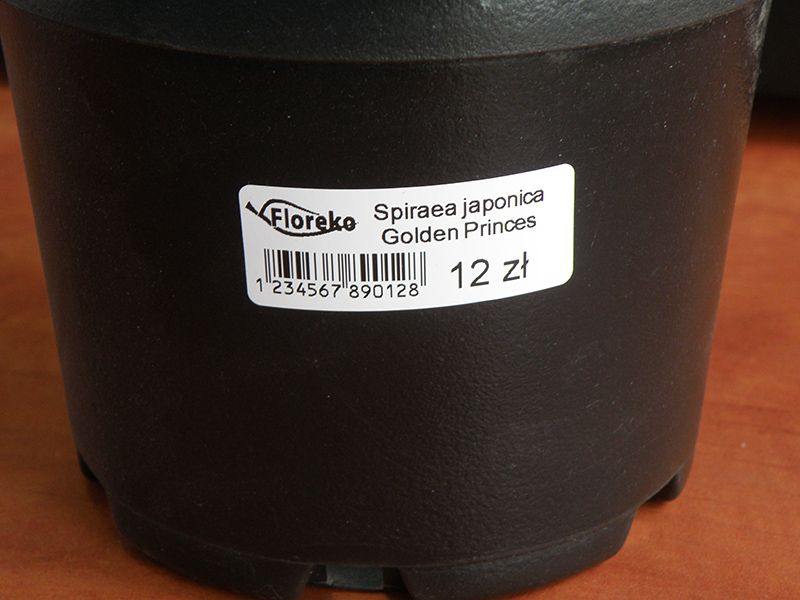 Floreko
Spiraea japonica
Golden Princes
1 234567 890128
12 zł